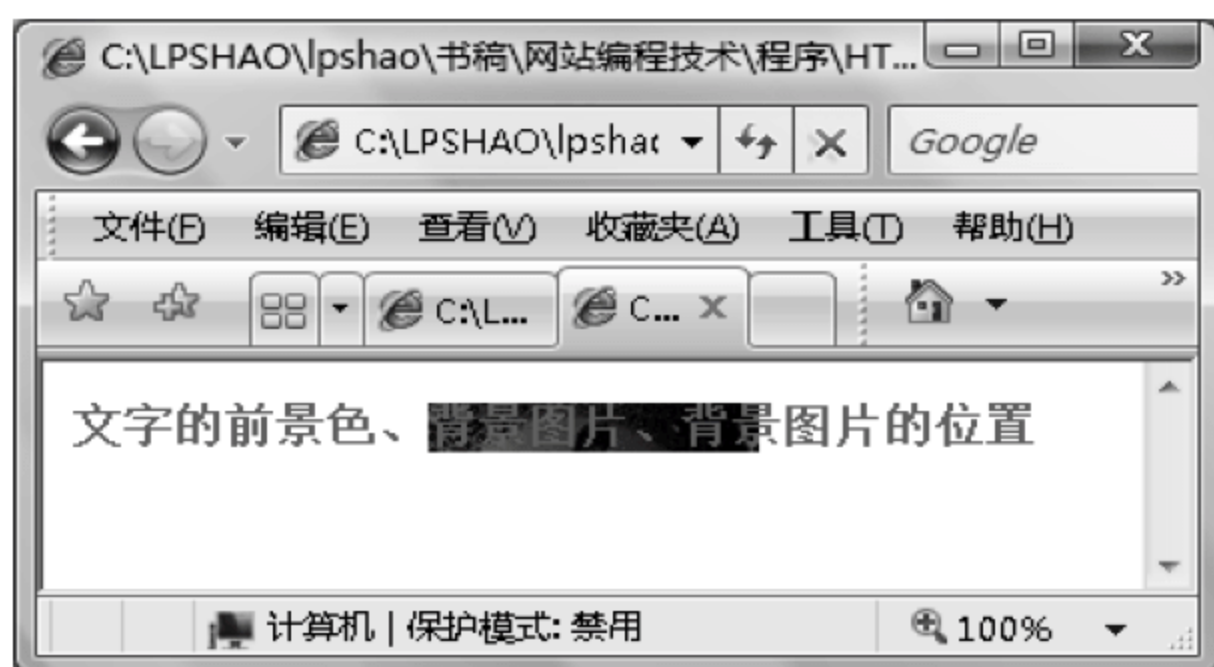 C:\LPSHAO\lpshao\书稿\网站编程技术\程序\HT...
C:\LPSHAO\lpshac Google
文件(F) 编辑(E) 查看(V) 收藏夹(A) 工具(T) 帮助(H)
C:\L... C...
文字的前景色、背景图片、背景图片的位置
计算机 | 保护模式: 禁用 100%